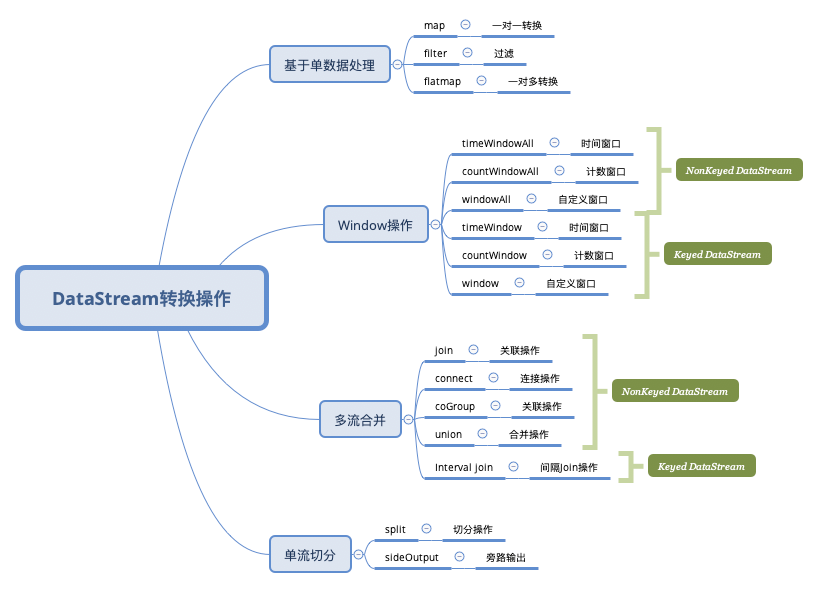 DataStream转换操作
基于单数据处理
map 一对一转换
filter 过滤
flatmap 一对多转换
Window操作
timeWindowAll 时间窗口
countWindowAll 计数窗口
windowAll 自定义窗口
NonKeyed DataStream
timeWindow 时间窗口
countWindow 计数窗口
window 自定义窗口
Keyed DataStream
多流合并
join 关联操作
connect 连接操作
coGroup 关联操作
union 合并操作
NonKeyed DataStream
Interval join 间隔Join操作
Keyed DataStream
单流切分
split 切分操作
sideOutput 旁路输出